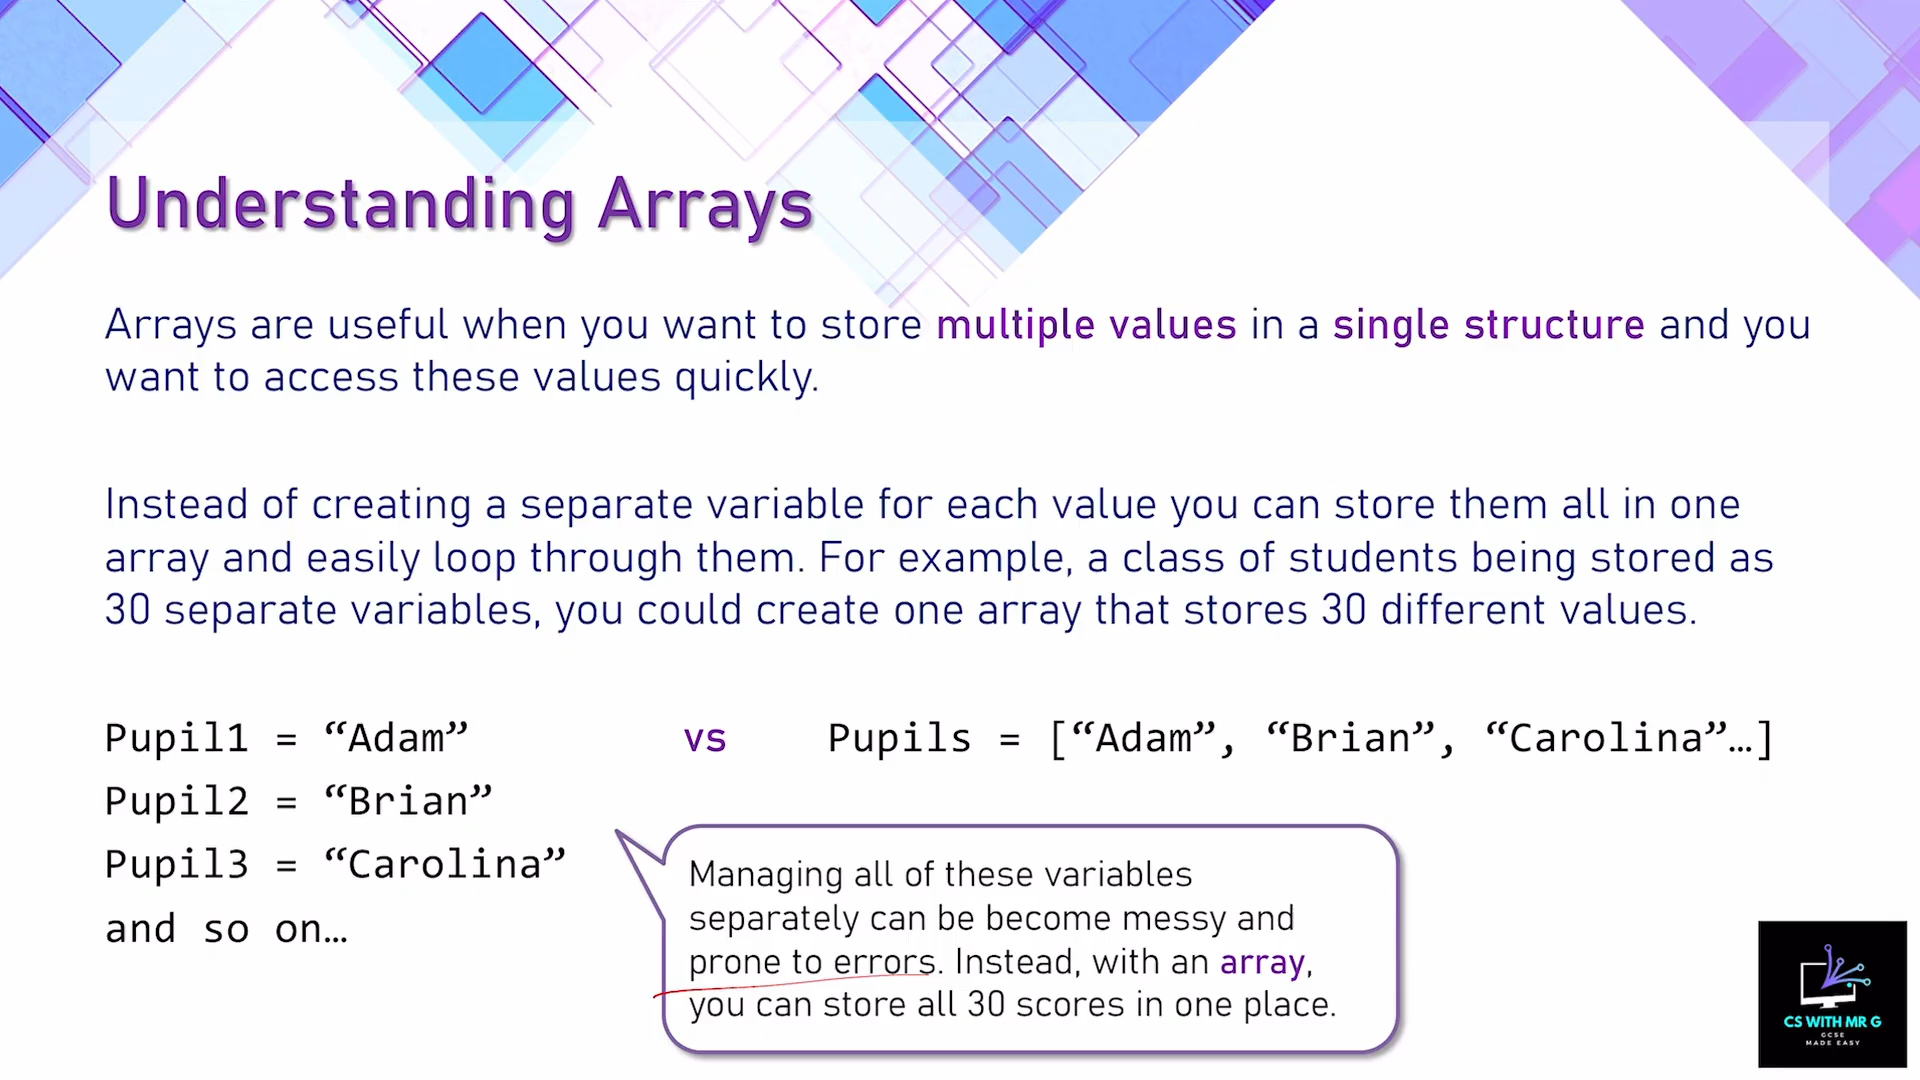 Understanding Arrays
Arrays are useful when you want to store multiple values in a single structure and you
want to access these values quickly.
Instead of creating a separate variable for each value you can store them all in one
array and easily loop through them. For example, a class of students being stored as
30 separate variables, you could create one array that stores 30 different values.
Pupil1 = “Adam”
vs
Pupils = [“Adam”, “Brian”, “Carolina”…]
Pupil2 = “Brian”
Pupil3 = “Carolina”
and so on…
Managing all of these variables
separately can be become messy and
prone to errors. Instead, with an array,
you can store all 30 scores in one place.
CS WITH MR G
GCSE
MADE EASY